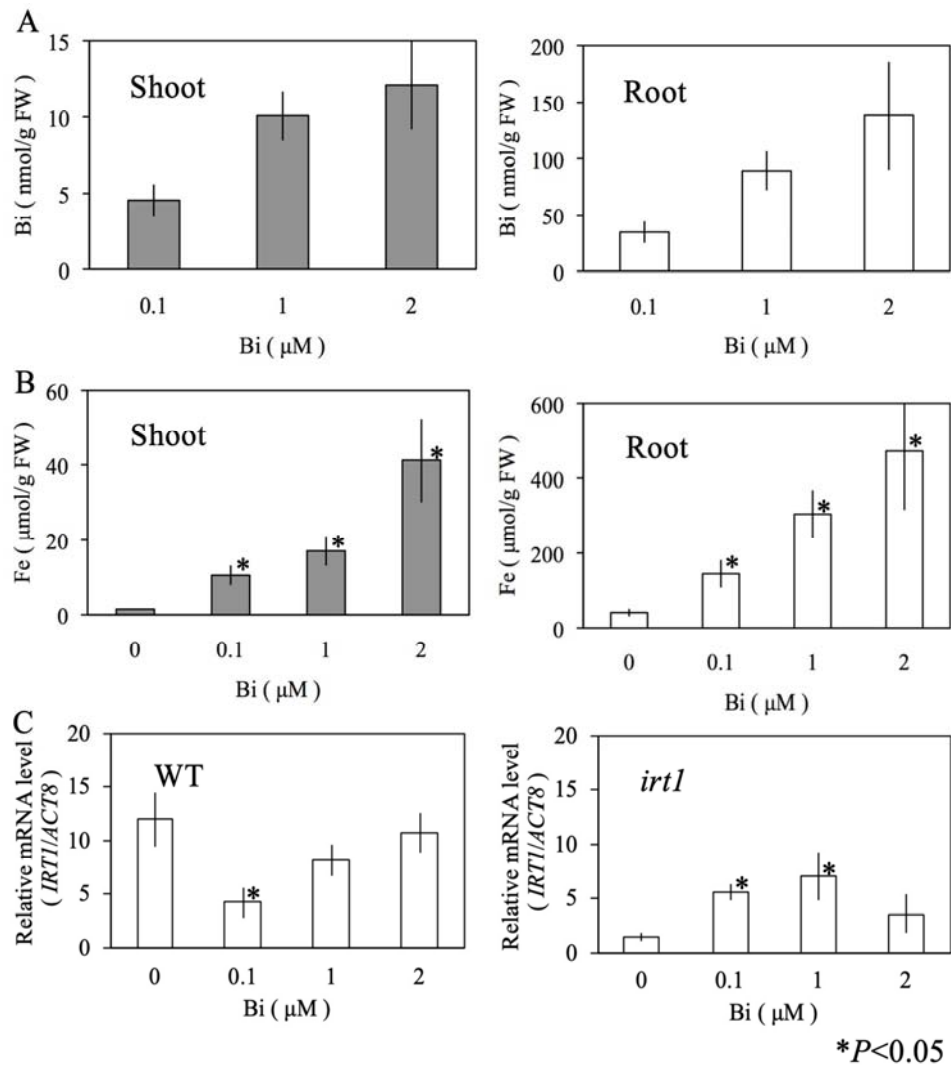 A
Bi ( nmol/g FW )
15
10
5
0
Shoot
0.1 1 2
Bi ( μM )
Bi ( nmol/g FW )
200
150
100
50
0
Root
0.1 1 2
Bi ( μM )
B
Fe ( μmol/g FW )
60
40
20
0
Shoot
* * *
0 0.1 1 2
Bi ( μM )
Fe ( μmol/g FW )
600
400
200
0
Root
* * *
0 0.1 1 2
Bi ( μM )
C
Relative mRNA level
( IRT1/ACT8)
20
15
10
5
0
WT
*
0 0.1 1 2
Bi ( μM )
Relative mRNA level
( IRT1/ACT8)
20
15
10
5
0
irt1
* *
0 0.1 1 2
Bi ( μM )
*P<0.05